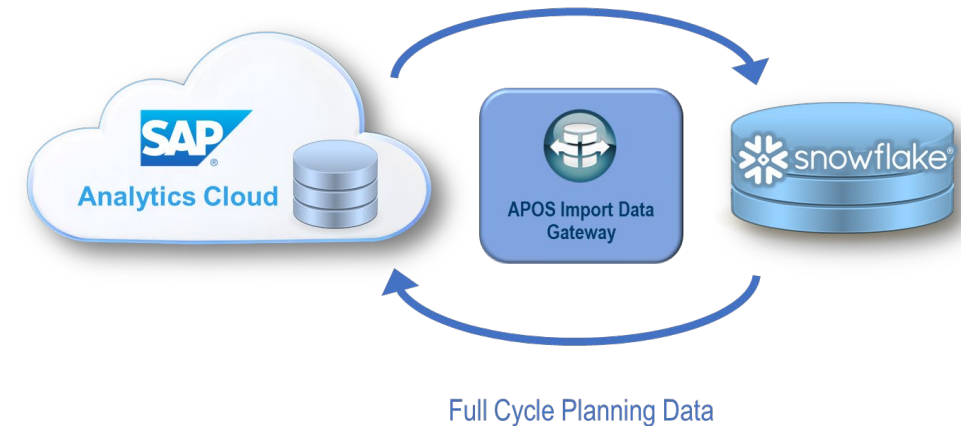 SAP
®
Analytics Cloud
APOS Import Data
Gateway
snowflake®
Full Cycle Planning Data